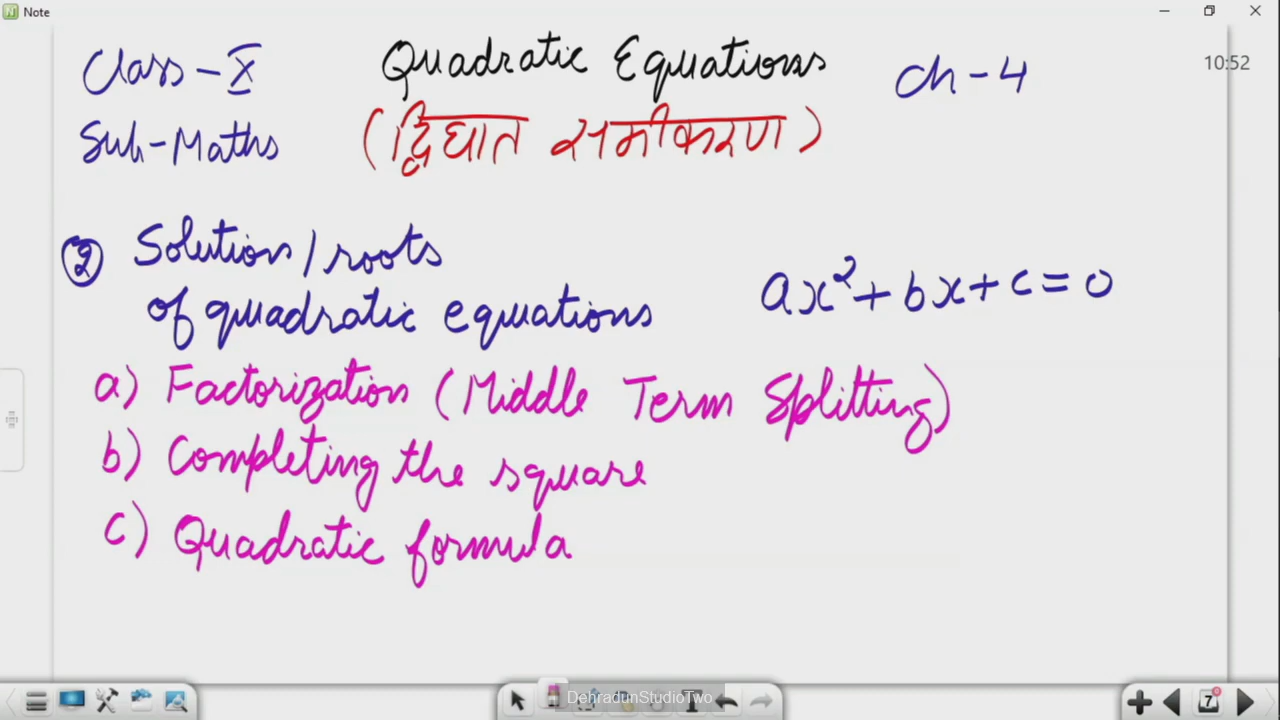 Note
Class-X Quadratic Equations Ch-4
10:52
Sub-Maths (द्विघात समीकरण)
② Solution/roots
of quadratic equations ax²+bx+c=0
a) Factorization (Middle Term Splitting)
b) Completing the square
c) Quadratic formula
DehradunStudioTwo
7